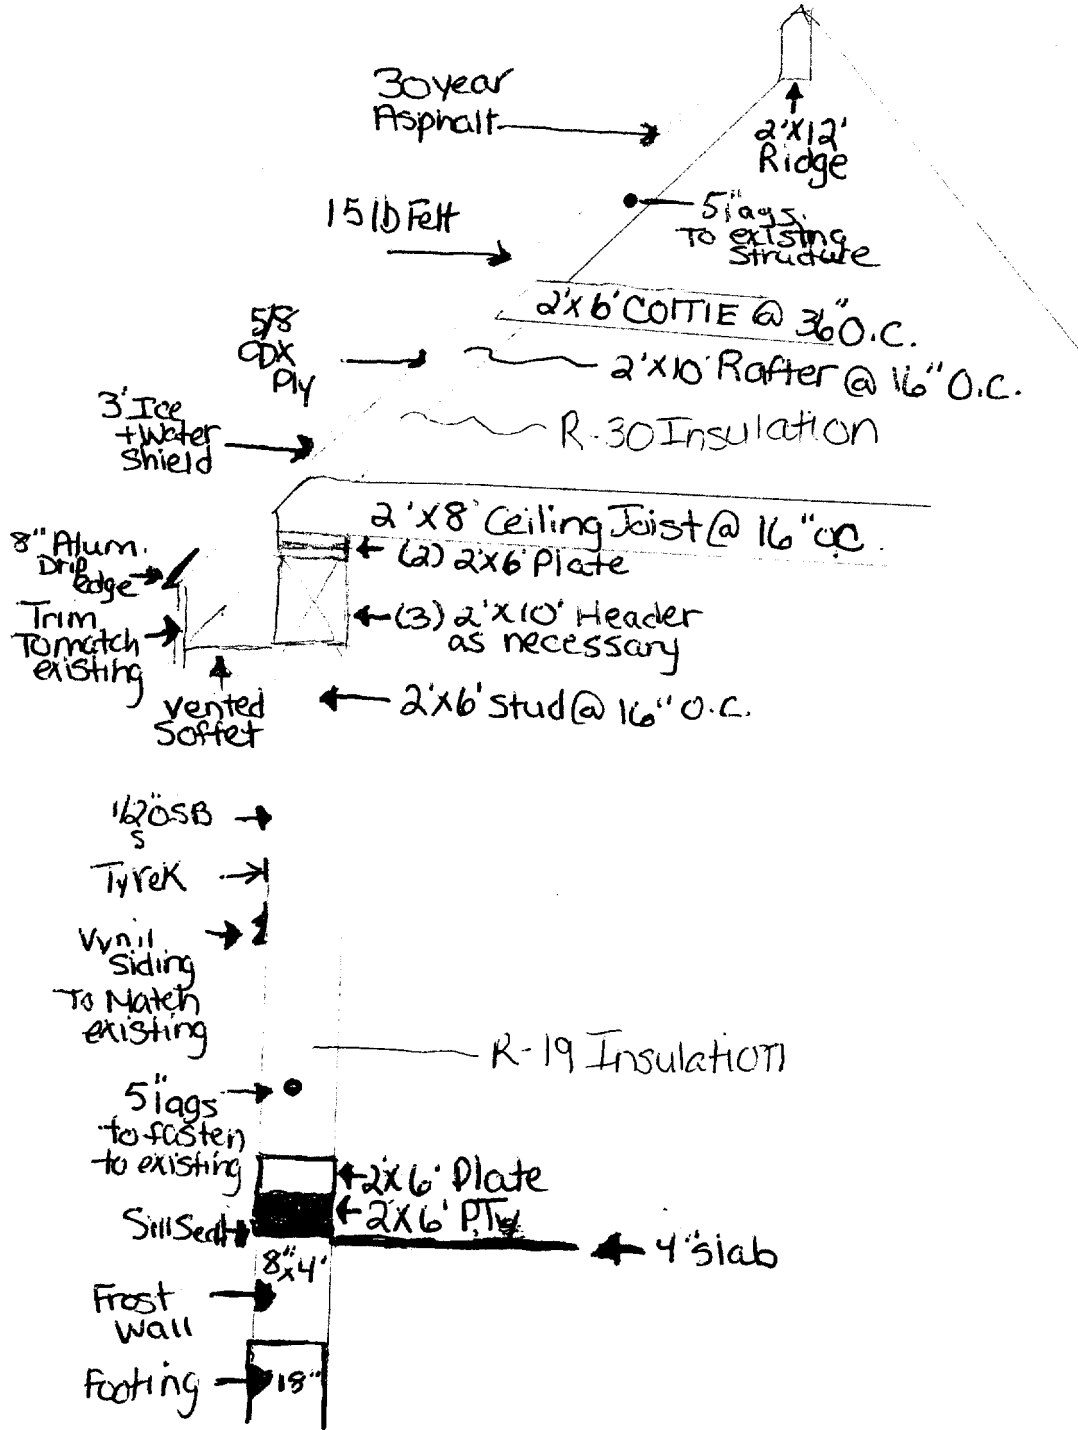 30 year
Asphalt
2'x12'
Ridge
15 lb Felt
5" lags
To existing
structure
2'x6' COlTIE @ 36" O.C.
5/8
CDX
Ply
2'x10' Rafter @ 16" O.C.
3' Ice
+ Water
Shield
R-30 Insulation
2'x8' Ceiling Joist @ 16" O.C.
8" Alum.
Drip
edge
(2) 2'x6' Plate
Trim
To match
existing
(3) 2'x10' Header
as necessary
vented
Soffet
2'x6' Stud @ 16" O.C.
1/2" OSB
s
TyveK
Vynil
Siding
To Match
existing
R-19 Insulation
5" lags
to fasten
to existing
2'x6' Plate
2'x6' P.T.
Sill Seal
4" slab
8"x4'
Frost
Wall
Footing
18"